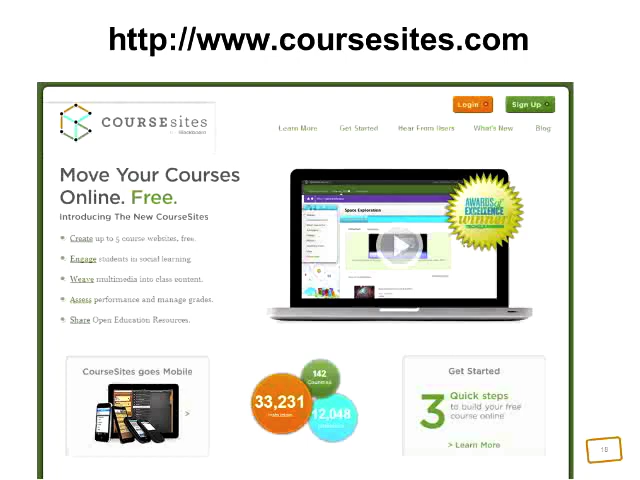 http://www.coursesites.com
Login
Sign Up
COURSEsites
by Blackboard
Learn More
Get Started
Hear From Users
What's New
Blog
Move Your Courses
Online. Free.
Introducing The New CourseSites
Create up to 5 course websites, free.
Engage students in social learning
Weave multimedia into class content.
Assess performance and manage grades.
Share Open Education Resources.
Space Exploration
AWARDS of
EXCELLENCE
winner!
CourseSites goes Mobile
>
142
Countries
33,231
12,048
Get Started
3 Quick steps
to build your free
course online
> Learn More
18